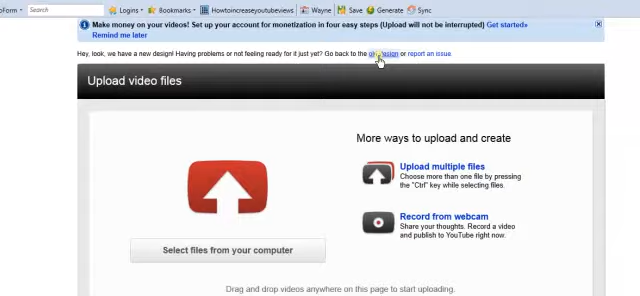 oForm Search Logins Bookmarks Howtoincreaseyoutubeviews Wayne Save Generate Sync
Make money on your videos! Set up your account for monetization in four easy steps (Upload will not be interrupted) Get started»
Remind me later
Hey, look, we have a new design! Having problems or not feeling ready for it just yet? Go back to the old design or report an issue.
Upload video files
More ways to upload and create
Upload multiple files
Choose more than one file by pressing
the "Ctrl" key while selecting files.
Record from webcam
Share your thoughts. Record a video
and publish to YouTube right now.
Select files from your computer
Drag and drop videos anywhere on this page to start uploading.